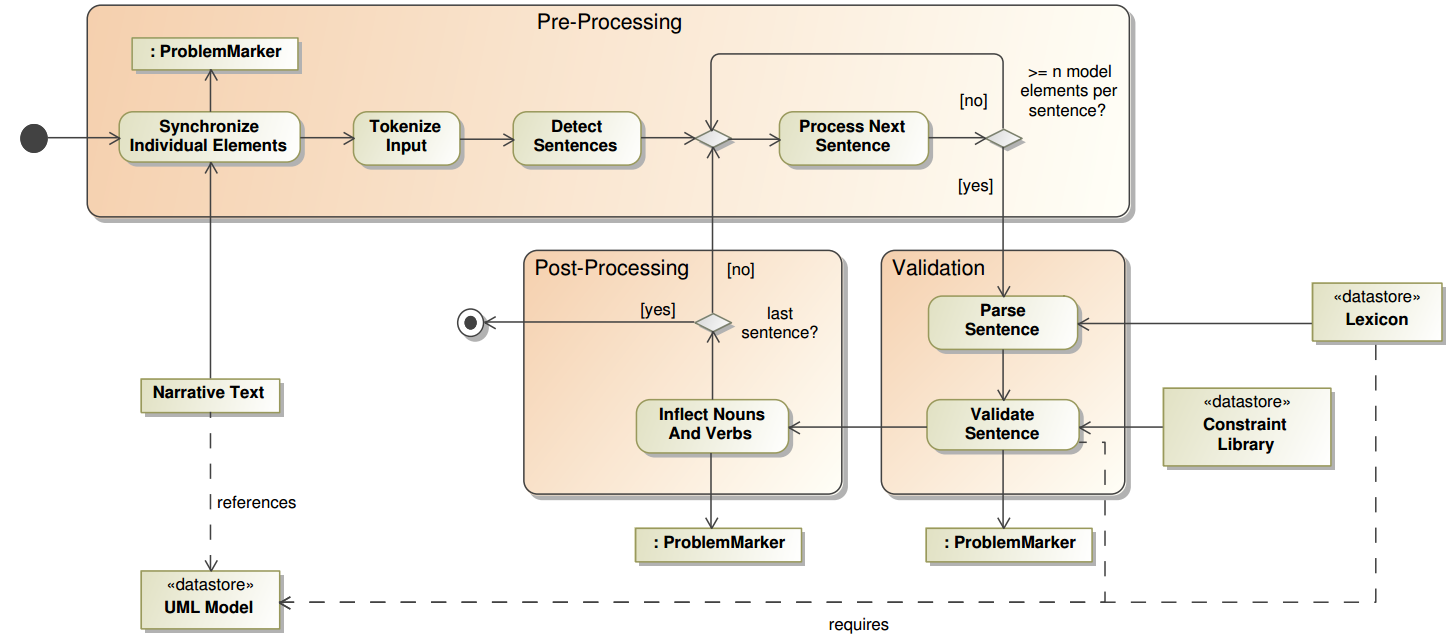 Pre-Processing
: ProblemMarker
>= n model
elements per
sentence?
[no]
Synchronize
Individual Elements
Tokenize
Input
Detect
Sentences
Process Next
Sentence
[yes]
Post-Processing
[no]
Validation
[yes]
last
sentence?
Parse
Sentence
«datastore»
Lexicon
Narrative Text
Inflect Nouns
And Verbs
Validate
Sentence
«datastore»
Constraint
Library
references
: ProblemMarker
: ProblemMarker
«datastore»
UML Model
requires